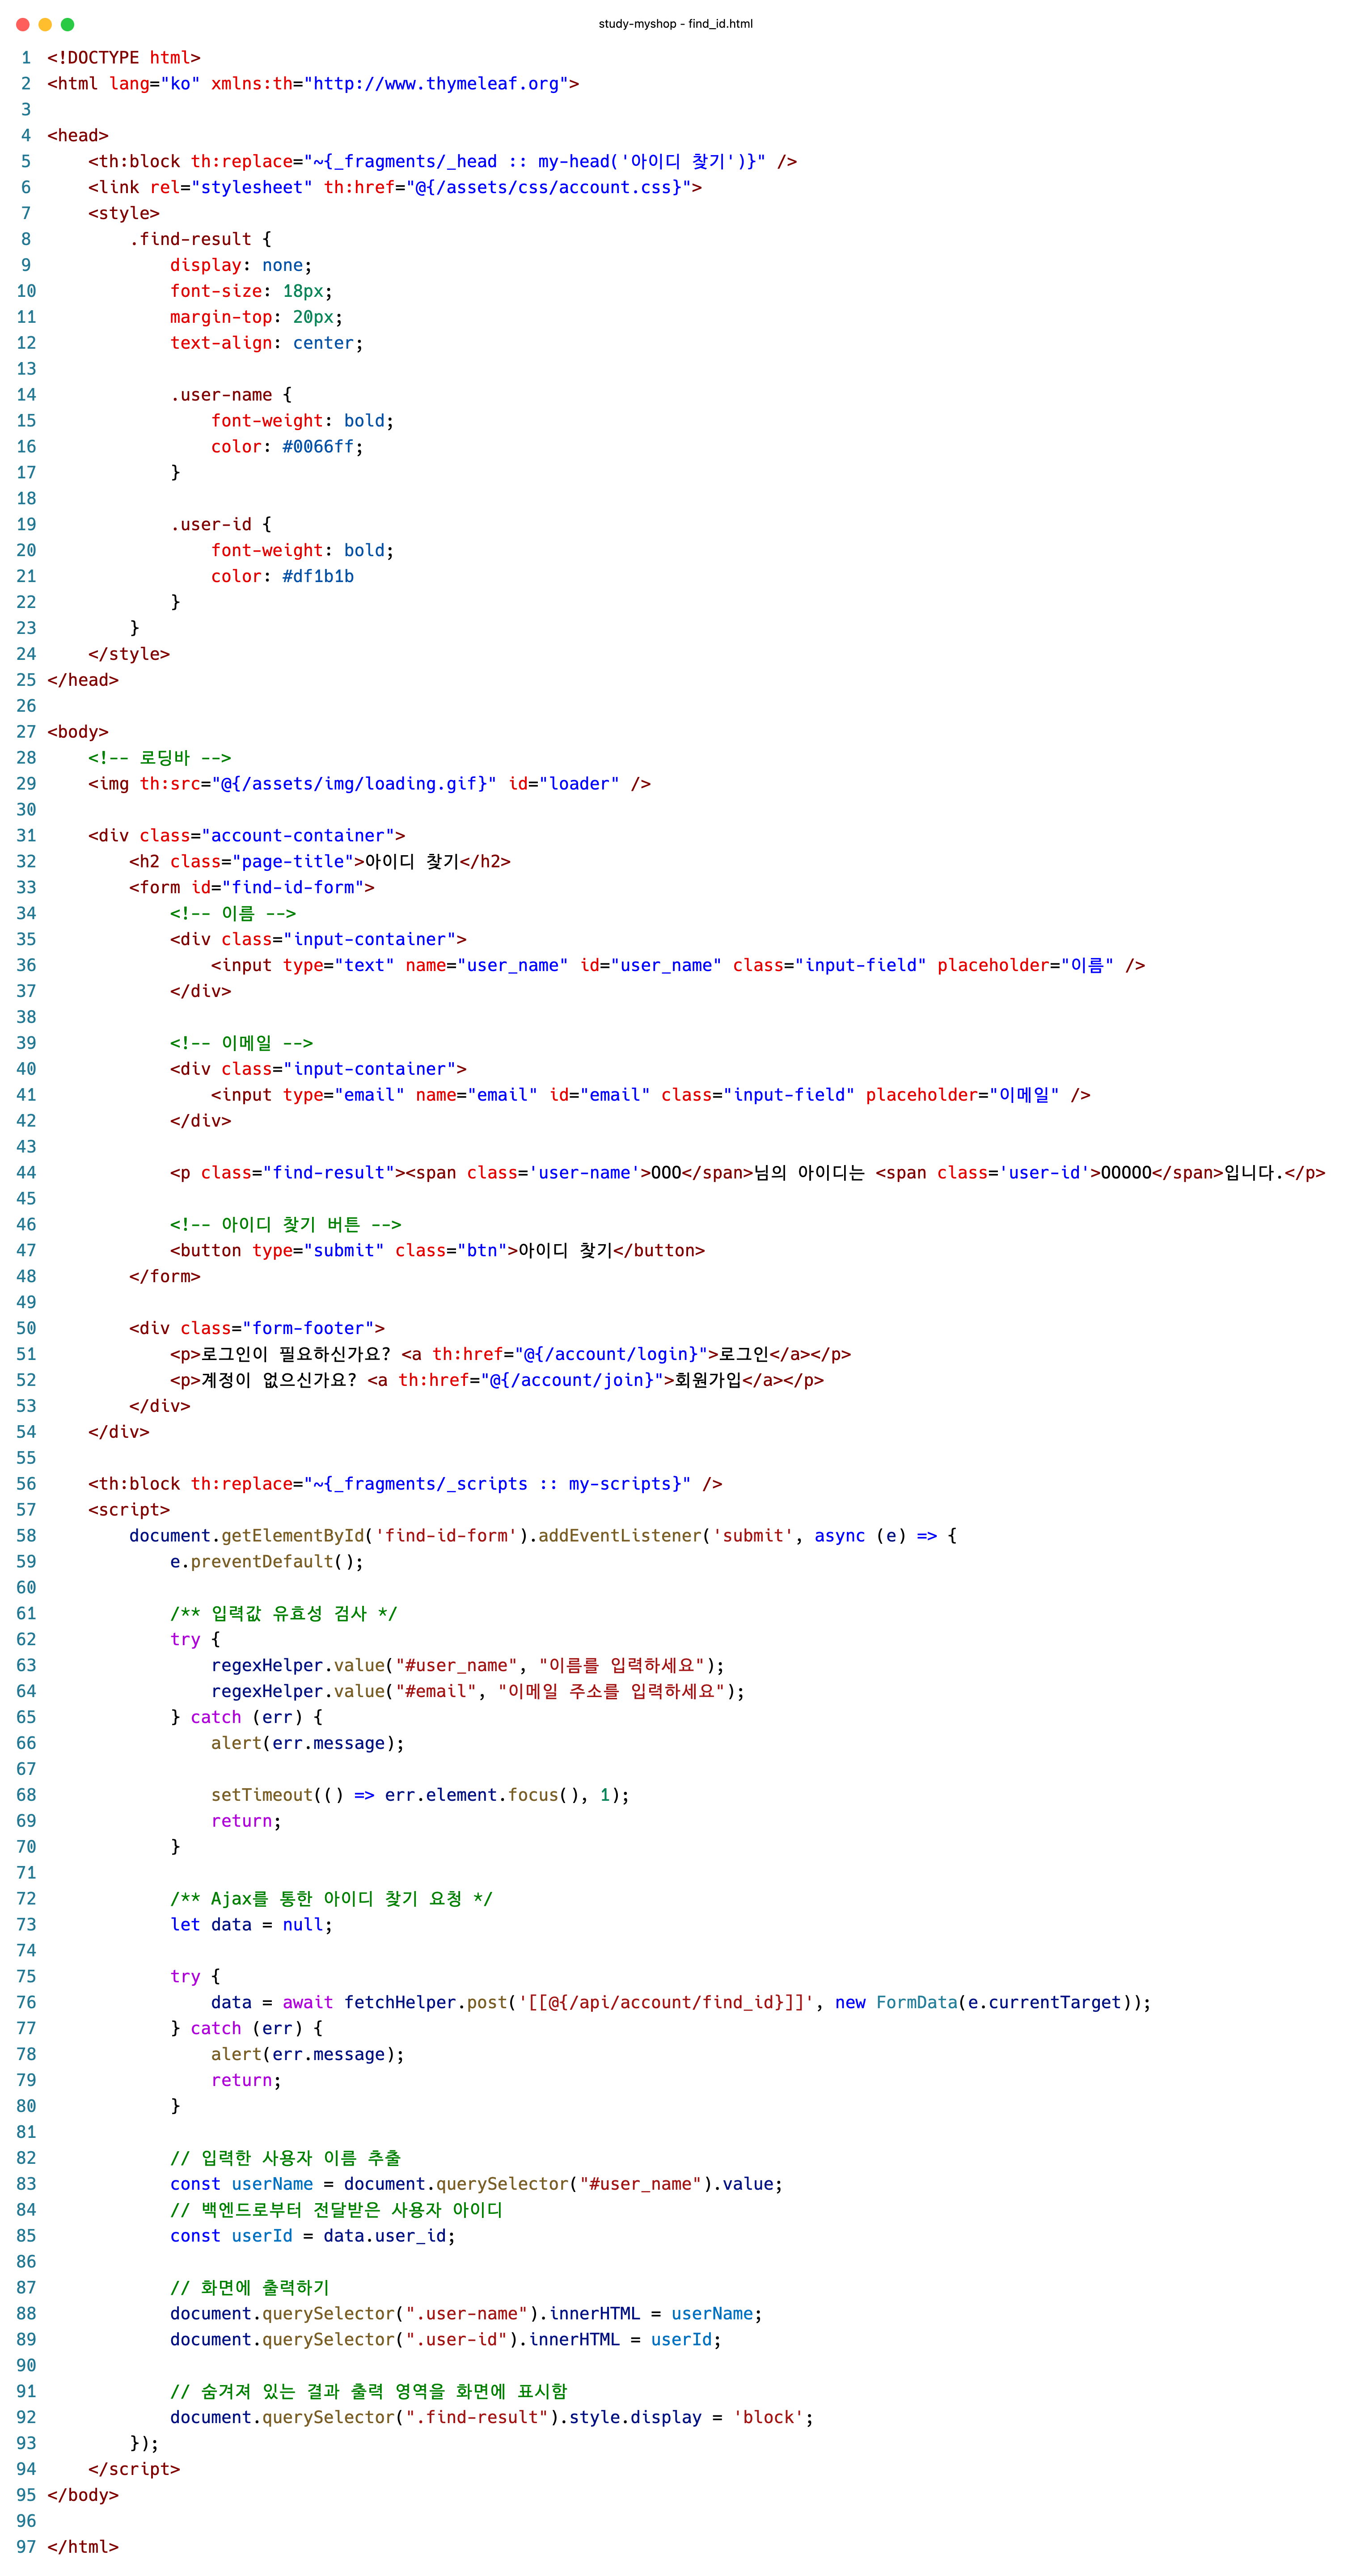 study-myshop - find_id.html
1 <!DOCTYPE html>
2 <html lang="ko" xmlns:th="http://www.thymeleaf.org">
3
4 <head>
5     <th:block th:replace="~{_fragments/_head :: my-head('아이디 찾기')}" />
6     <link rel="stylesheet" th:href="@{/assets/css/account.css}">
7     <style>
8         .find-result {
9             display: none;
10             font-size: 18px;
11             margin-top: 20px;
12             text-align: center;
13
14             .user-name {
15                 font-weight: bold;
16                 color: #0066ff;
17             }
18
19             .user-id {
20                 font-weight: bold;
21                 color: #df1b1b
22             }
23         }
24     </style>
25 </head>
26
27 <body>
28     <!-- 로딩바 -->
29     <img th:src="@{/assets/img/loading.gif}" id="loader" />
30
31     <div class="account-container">
32         <h2 class="page-title">아이디 찾기</h2>
33         <form id="find-id-form">
34             <!-- 이름 -->
35             <div class="input-container">
36                 <input type="text" name="user_name" id="user_name" class="input-field" placeholder="이름" />
37             </div>
38
39             <!-- 이메일 -->
40             <div class="input-container">
41                 <input type="email" name="email" id="email" class="input-field" placeholder="이메일" />
42             </div>
43
44             <p class="find-result"><span class='user-name'>OOO</span>님의 아이디는 <span class='user-id'>OOOOO</span>입니다.</p>
45
46             <!-- 아이디 찾기 버튼 -->
47             <button type="submit" class="btn">아이디 찾기</button>
48         </form>
49
50         <div class="form-footer">
51             <p>로그인이 필요하신가요? <a th:href="@{/account/login}">로그인</a></p>
52             <p>계정이 없으신가요? <a th:href="@{/account/join}">회원가입</a></p>
53         </div>
54     </div>
55
56     <th:block th:replace="~{_fragments/_scripts :: my-scripts}" />
57     <script>
58         document.getElementById('find-id-form').addEventListener('submit', async (e) => {
59             e.preventDefault();
60
61             /** 입력값 유효성 검사 */
62             try {
63                 regexHelper.value("#user_name", "이름를 입력하세요");
64                 regexHelper.value("#email", "이메일 주소를 입력하세요");
65             } catch (err) {
66                 alert(err.message);
67
68                 setTimeout(() => err.element.focus(), 1);
69                 return;
70             }
71
72             /** Ajax를 통한 아이디 찾기 요청 */
73             let data = null;
74
75             try {
76                 data = await fetchHelper.post('[[@{/api/account/find_id}]]', new FormData(e.currentTarget));
77             } catch (err) {
78                 alert(err.message);
79                 return;
80             }
81
82             // 입력한 사용자 이름 추출
83             const userName = document.querySelector("#user_name").value;
84             // 백엔드로부터 전달받은 사용자 아이디
85             const userId = data.user_id;
86
87             // 화면에 출력하기
88             document.querySelector(".user-name").innerHTML = userName;
89             document.querySelector(".user-id").innerHTML = userId;
90
91             // 숨겨져 있는 결과 출력 영역을 화면에 표시함
92             document.querySelector(".find-result").style.display = 'block';
93         });
94     </script>
95 </body>
96
97 </html>